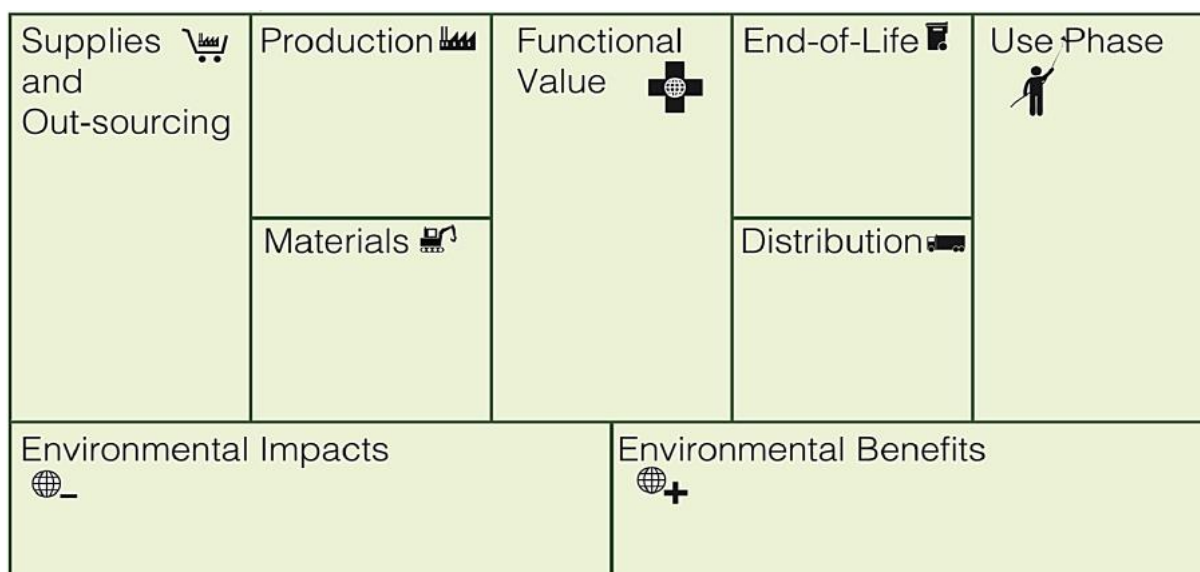 Supplies
and
Out-sourcing
Production
Materials
Functional
Value
End-of-Life
Distribution
Use Phase
Environmental Impacts
Environmental Benefits